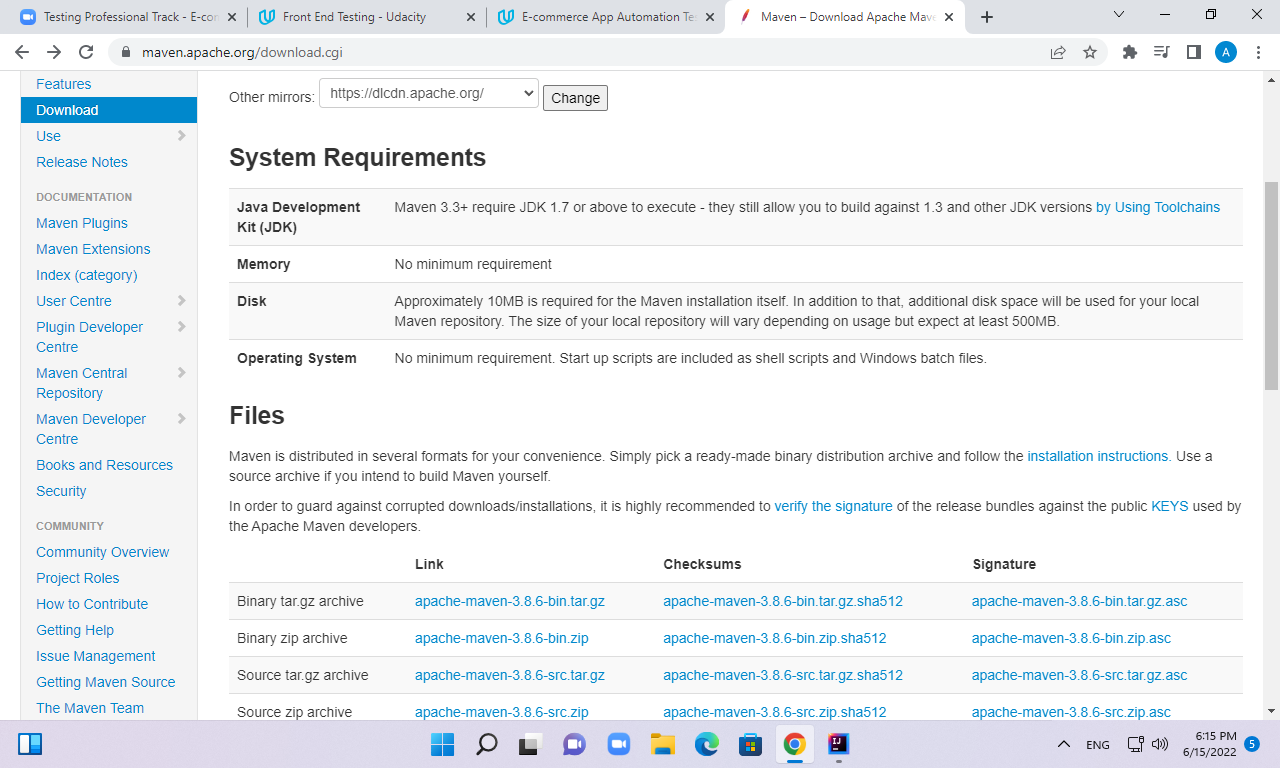 Testing Professional Track - E-con
Front End Testing - Udacity
E-commerce App Automation Te
Maven – Download Apache Mave
maven.apache.org/download.cgi
A
Features
Download
Use
Release Notes
DOCUMENTATION
Maven Plugins
Maven Extensions
Index (category)
User Centre
Plugin Developer
Centre
Maven Central
Repository
Maven Developer
Centre
Books and Resources
Security
COMMUNITY
Community Overview
Project Roles
How to Contribute
Getting Help
Issue Management
Getting Maven Source
The Maven Team
Other mirrors: https://dlcdn.apache.org/ Change
System Requirements
Java Development Kit (JDK) Maven 3.3+ require JDK 1.7 or above to execute - they still allow you to build against 1.3 and other JDK versions by Using Toolchains
Memory No minimum requirement
Disk Approximately 10MB is required for the Maven installation itself. In addition to that, additional disk space will be used for your local
Maven repository. The size of your local repository will vary depending on usage but expect at least 500MB.
Operating System No minimum requirement. Start up scripts are included as shell scripts and Windows batch files.
Files
Maven is distributed in several formats for your convenience. Simply pick a ready-made binary distribution archive and follow the installation instructions. Use a
source archive if you intend to build Maven yourself.
In order to guard against corrupted downloads/installations, it is highly recommended to verify the signature of the release bundles against the public KEYS used by
the Apache Maven developers.
Link Checksums Signature
Binary tar.gz archive apache-maven-3.8.6-bin.tar.gz apache-maven-3.8.6-bin.tar.gz.sha512 apache-maven-3.8.6-bin.tar.gz.asc
Binary zip archive apache-maven-3.8.6-bin.zip apache-maven-3.8.6-bin.zip.sha512 apache-maven-3.8.6-bin.zip.asc
Source tar.gz archive apache-maven-3.8.6-src.tar.gz apache-maven-3.8.6-src.tar.gz.sha512 apache-maven-3.8.6-src.tar.gz.asc
Source zip archive apache-maven-3.8.6-src.zip apache-maven-3.8.6-src.zip.sha512 apache-maven-3.8.6-src.zip.asc
IJ
ENG
6:15 PM
6/15/2022
5